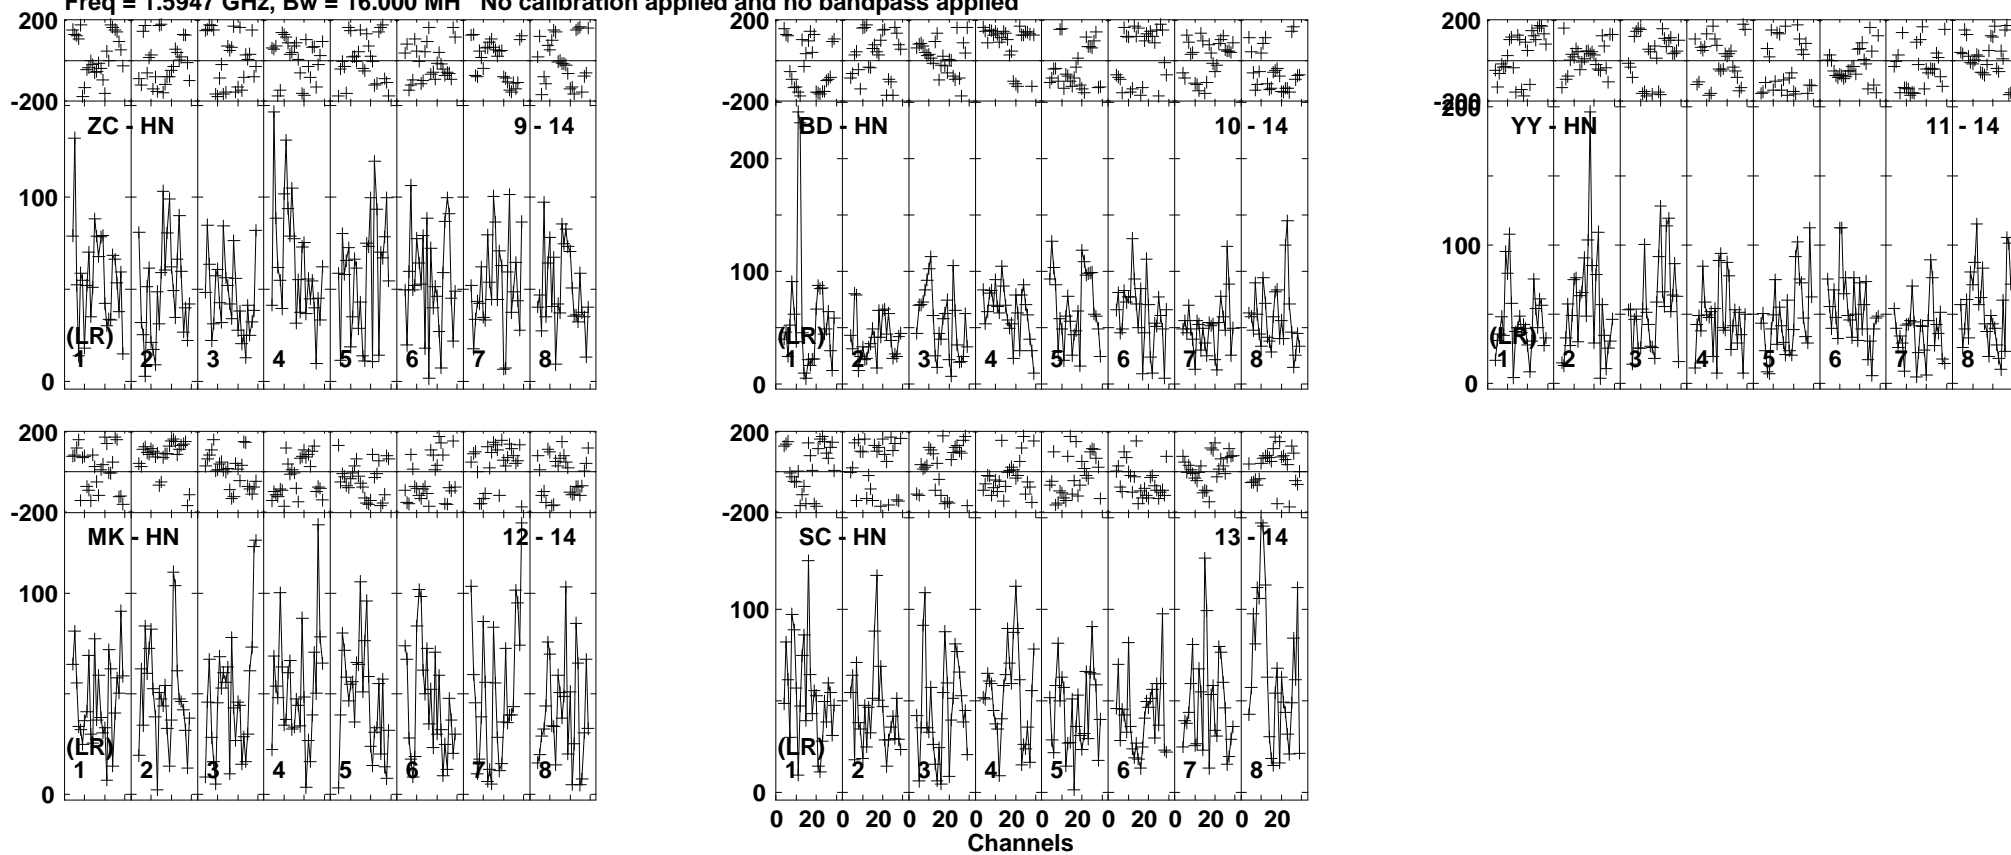 Freq = 1.5947 GHz, Bw = 16.000 MH No calibration applied and no bandpass applied
200
-200
ZC - HN
9 - 14
100
0
(LR)
1 2 3 4 5 6 7 8
200
-200
BD - HN
10 - 14
200
100
0
(LR)
1 2 3 4 5 6 7 8
200
-200
200
YY - HN
11 - 14
100
0
(LR)
1 2 3 4 5 6 7 8
200
-200
MK - HN
12 - 14
100
0
(LR)
1 2 3 4 5 6 7 8
200
-200
SC - HN
13 - 14
100
0
(LR)
1 2 3 4 5 6 7 8
0 20 0 20 0 20 0 20 0 20 0 20 0 20 0 20
Channels